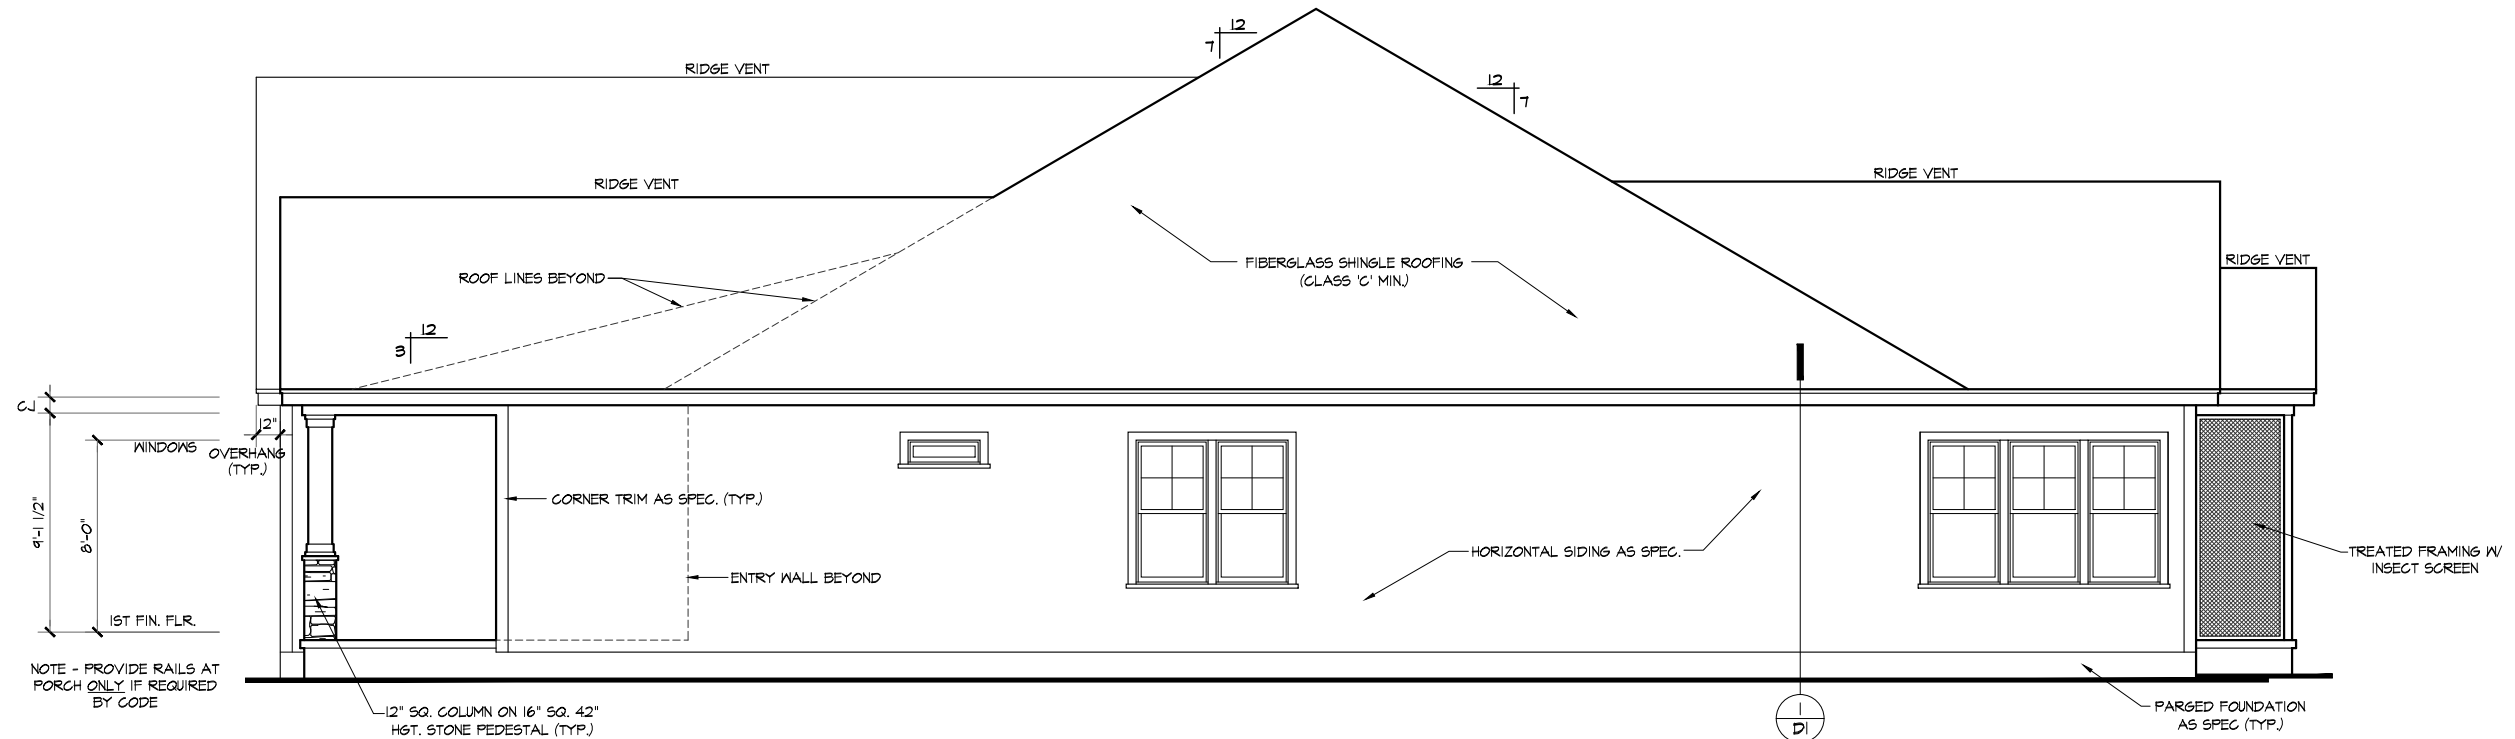 12
7
RIDGE VENT
12
7
RIDGE VENT
RIDGE VENT
RIDGE VENT
FIBERGLASS SHINGLE ROOFING
(CLASS 'C' MIN.)
ROOF LINES BEYOND
12
3
CJ
12"
WINDOWS
OVERHANG
(TYP.)
9'-1 1/2"
8'-0"
CORNER TRIM AS SPEC. (TYP.)
HORIZONTAL SIDING AS SPEC.
TREATED FRAMING W/
INSECT SCREEN
ENTRY WALL BEYOND
1ST FIN. FLR.
NOTE - PROVIDE RAILS AT
PORCH ONLY IF REQUIRED
BY CODE
12" SQ. COLUMN ON 16" SQ. 42"
HGT. STONE PEDESTAL (TYP.)
1
D1
PARGED FOUNDATION
AS SPEC (TYP.)